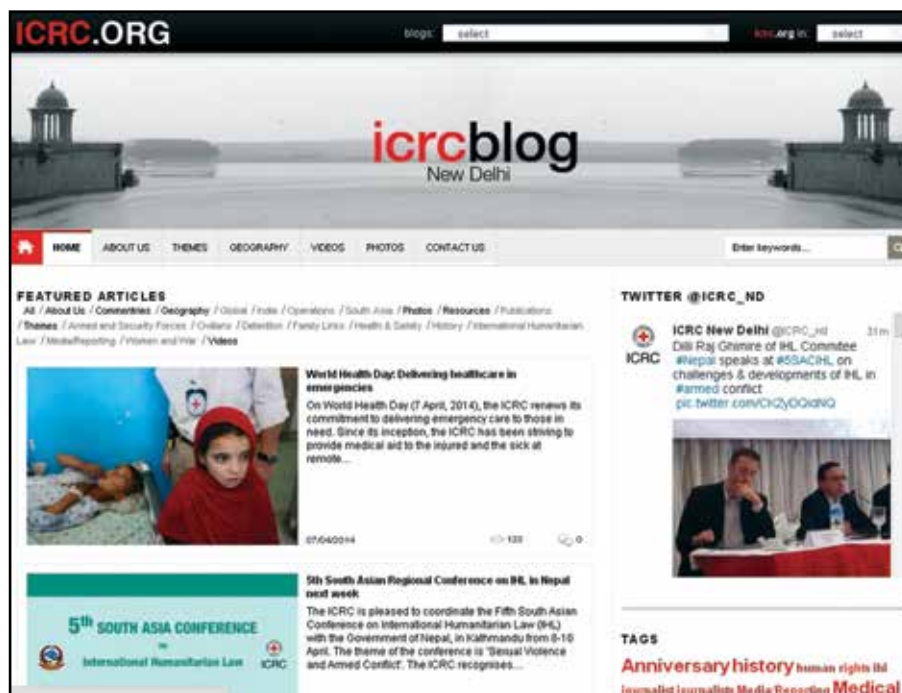 ICRC.ORG
blogs: select
icrc.org in: select
icrcblog
New Delhi
HOME ABOUT US THEMES GEOGRAPHY VIDEOS PHOTOS CONTACT US
Enter keywords...
FEATURED ARTICLES
All / About Us / Commentries / Geography / Global / India / Operations / South Asia / Photos / Resources / Publications
/ Themes / Armed and Security Forces / Civilians / Detention / Family Links / Health & Safety / History / International Humanitarian
Law / Media/Reporting / Women and War / Videos
World Health Day: Delivering healthcare in
emergencies
On World Health Day (7 April, 2014), the ICRC renews its
commitment to delivering emergency care to those in
need. Since its inception, the ICRC has been striving to
provide medical aid to the injured and the sick at
remote...
07/04/2014 120 0
5th SOUTH ASIA CONFERENCE
on
International Humanitarian Law
ICRC
5th South Asian Regional Conference on IHL in Nepal
next week
The ICRC is pleased to coordinate the Fifth South Asian
Conference on International Humanitarian Law (IHL)
with the Government of Nepal, in Kathmandu from 8-10
April. The theme of the conference is 'Sexual Violence
and Armed Conflict'. The ICRC recognises...
TWITTER @ICRC_ND
ICRC New Delhi @ICRC_nd 31m
ICRC
Dilli Raj Ghimire of IHL Commitee
#Nepal speaks at #5SACIHL on
challenges & developments of IHL in
#armed conflict
TAGS
Anniversary history human rights ihl
journalist journalists Media Reporting Medical